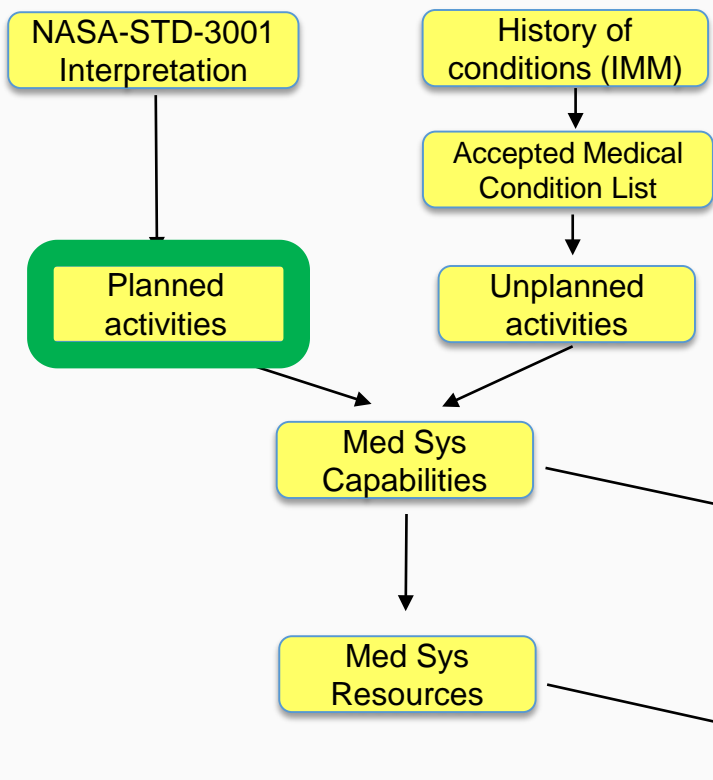 NASA-STD-3001
Interpretation
History of
conditions (IMM)
Accepted Medical
Condition List
Planned
activities
Unplanned
activities
Med Sys
Capabilities
Med Sys
Resources